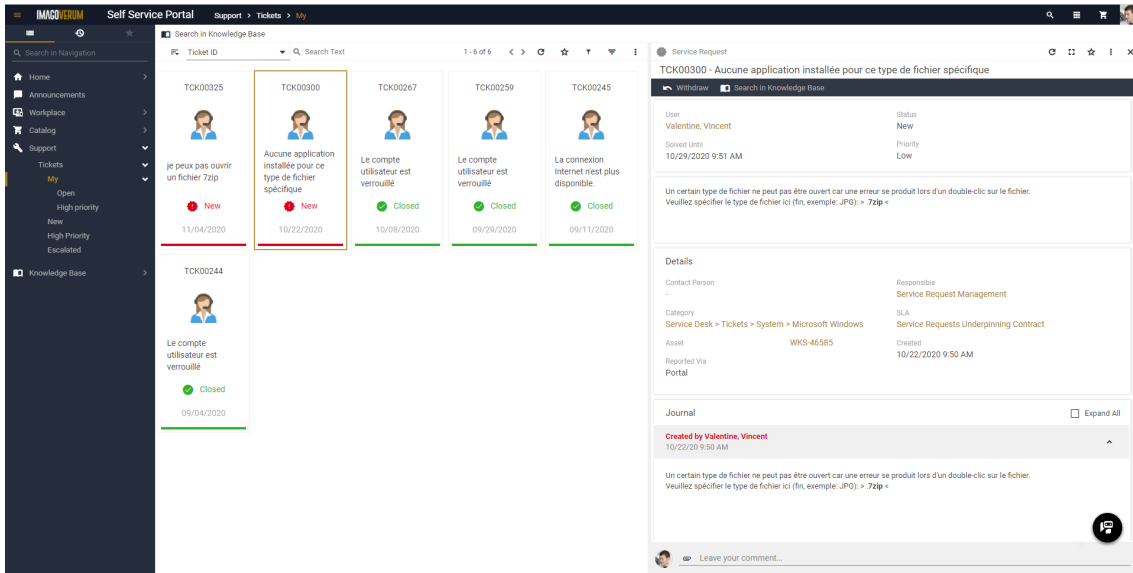 IMAGOVERUM
Self Service Portal
Support > Tickets > My
Search in Navigation
Home
Announcements
Workplace
Catalog
Support
Tickets
My
Open
High priority
New
High Priority
Escalated
Knowledge Base
Search in Knowledge Base
Ticket ID
Search Text
1 - 6 of 6
TCK00325
je peux pas ouvrir
un fichier 7zip
New
11/04/2020
TCK00300
Aucune application
installée pour ce
type de fichier
spécifique
New
10/22/2020
TCK00267
Le compte
utilisateur est
verrouillé
Closed
10/08/2020
TCK00259
Le compte
utilisateur est
verrouillé
Closed
09/29/2020
TCK00245
La connexion
Internet n'est plus
disponible.
Closed
09/11/2020
TCK00244
Le compte
utilisateur est
verrouillé
Closed
09/04/2020
Service Request
TCK00300 - Aucune application installée pour ce type de fichier spécifique
Withdraw
Search in Knowledge Base
User
Valentine, Vincent
Status
New
Solved Until
10/29/2020 9:51 AM
Priority
Low
Un certain type de fichier ne peut pas être ouvert car une erreur se produit lors d'un double-clic sur le fichier.
Veuillez spécifier le type de fichier ici (fin, exemple: JPG): > .7zip <
Details
Contact Person
-
Responsible
Service Request Management
Category
Service Desk > Tickets > System > Microsoft Windows
SLA
Service Requests Underpinning Contract
Asset
WKS-46585
Created
10/22/2020 9:50 AM
Reported Via
Portal
Journal
Expand All
Created by Valentine, Vincent
10/22/20 9:50 AM
Un certain type de fichier ne peut pas être ouvert car une erreur se produit lors d'un double-clic sur le fichier.
Veuillez spécifier le type de fichier ici (fin, exemple: JPG): > .7zip <
Leave your comment...